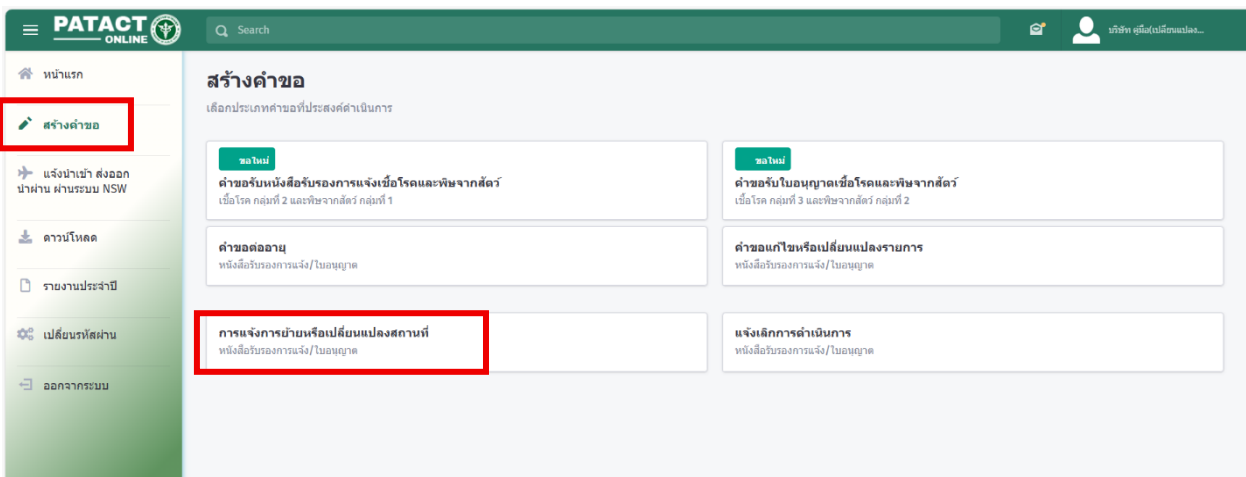 PATACT
ONLINE
Search
บริษัท คู่มือ(เปลี่ยนแปลง...
หน้าแรก
สร้างคำขอ
แจ้งนำเข้า ส่งออก
นำผ่าน ผ่านระบบ NSW
ดาวน์โหลด
รายงานประจำปี
เปลี่ยนรหัสผ่าน
ออกจากระบบ
สร้างคำขอ
เลือกประเภทคำขอที่ประสงค์ดำเนินการ
ขอใหม่
คำขอรับหนังสือรับรองการแจ้งเชื้อโรคและพิษจากสัตว์
เชื้อโรค กลุ่มที่ 2 และพิษจากสัตว์ กลุ่มที่ 1
ขอใหม่
คำขอรับใบอนุญาตเชื้อโรคและพิษจากสัตว์
เชื้อโรค กลุ่มที่ 3 และพิษจากสัตว์ กลุ่มที่ 2
คำขอต่ออายุ
หนังสือรับรองการแจ้ง/ใบอนุญาต
คำขอแก้ไขหรือเปลี่ยนแปลงรายการ
หนังสือรับรองการแจ้ง/ใบอนุญาต
การแจ้งการย้ายหรือเปลี่ยนแปลงสถานที่
หนังสือรับรองการแจ้ง/ใบอนุญาต
แจ้งเลิกการดำเนินการ
หนังสือรับรองการแจ้ง/ใบอนุญาต